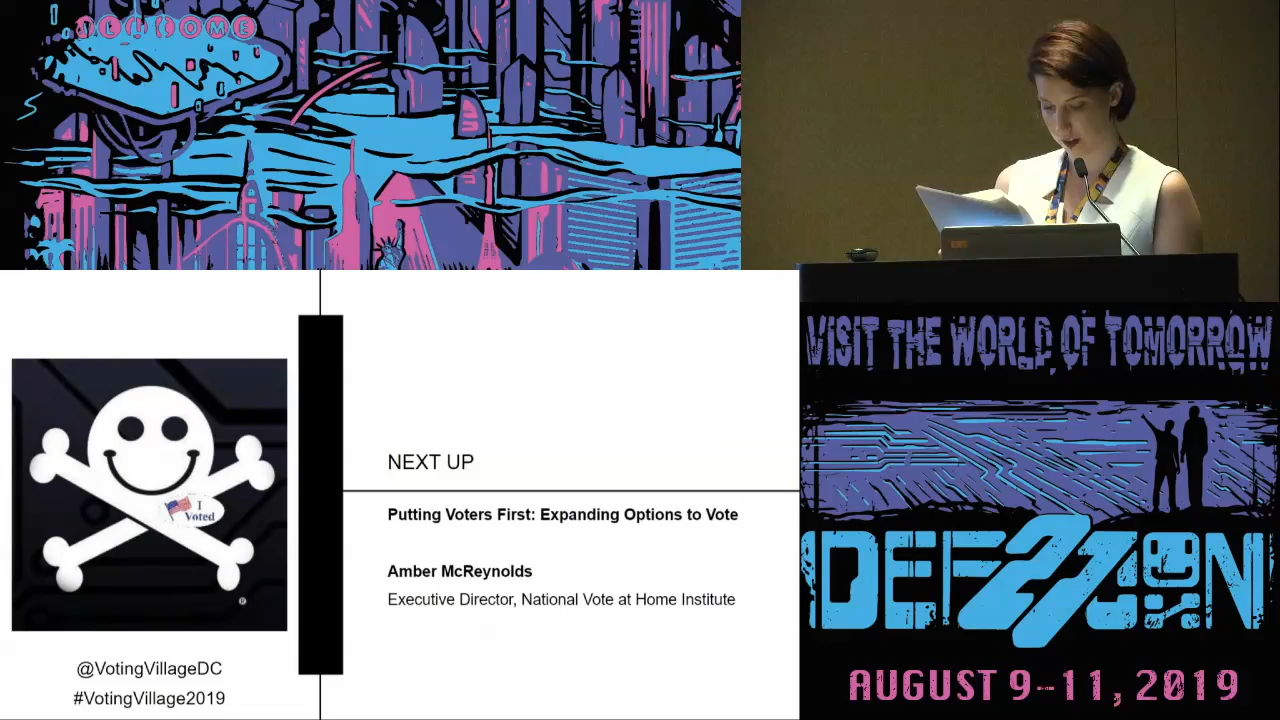 WELCOME
NEXT UP
Putting Voters First: Expanding Options to Vote
Amber McReynolds
Executive Director, National Vote at Home Institute
I
Voted
®
@VotingVillageDC
#VotingVillage2019
VISIT THE WORLD OF TOMORROW
DEF 27 CON
AUGUST 9-11, 2019